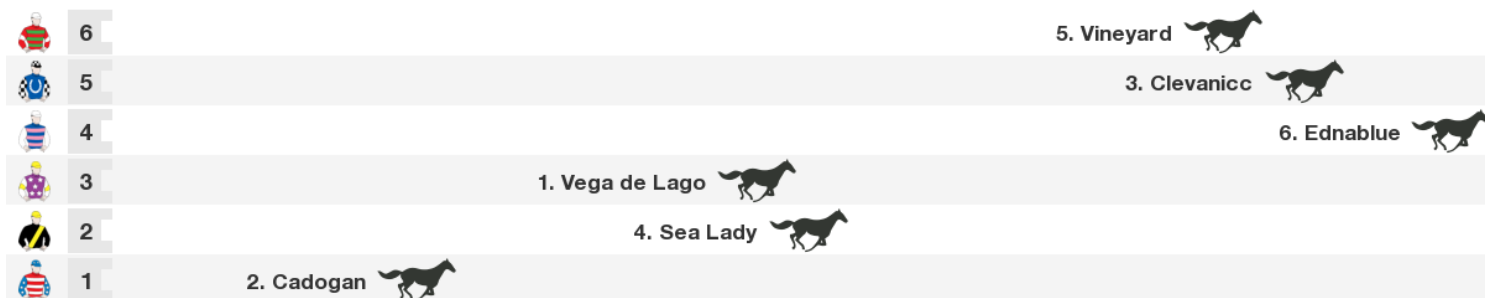 6 5. Vineyard
5 3. Clevanicc
4 6. Ednablue
3 1. Vega de Lago
2 4. Sea Lady
1 2. Cadogan